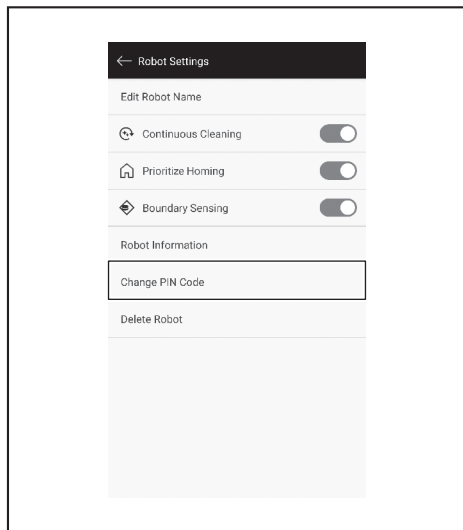 Robot Settings
Edit Robot Name
Continuous Cleaning
Prioritize Homing
Boundary Sensing
Robot Information
Change PIN Code
Delete Robot